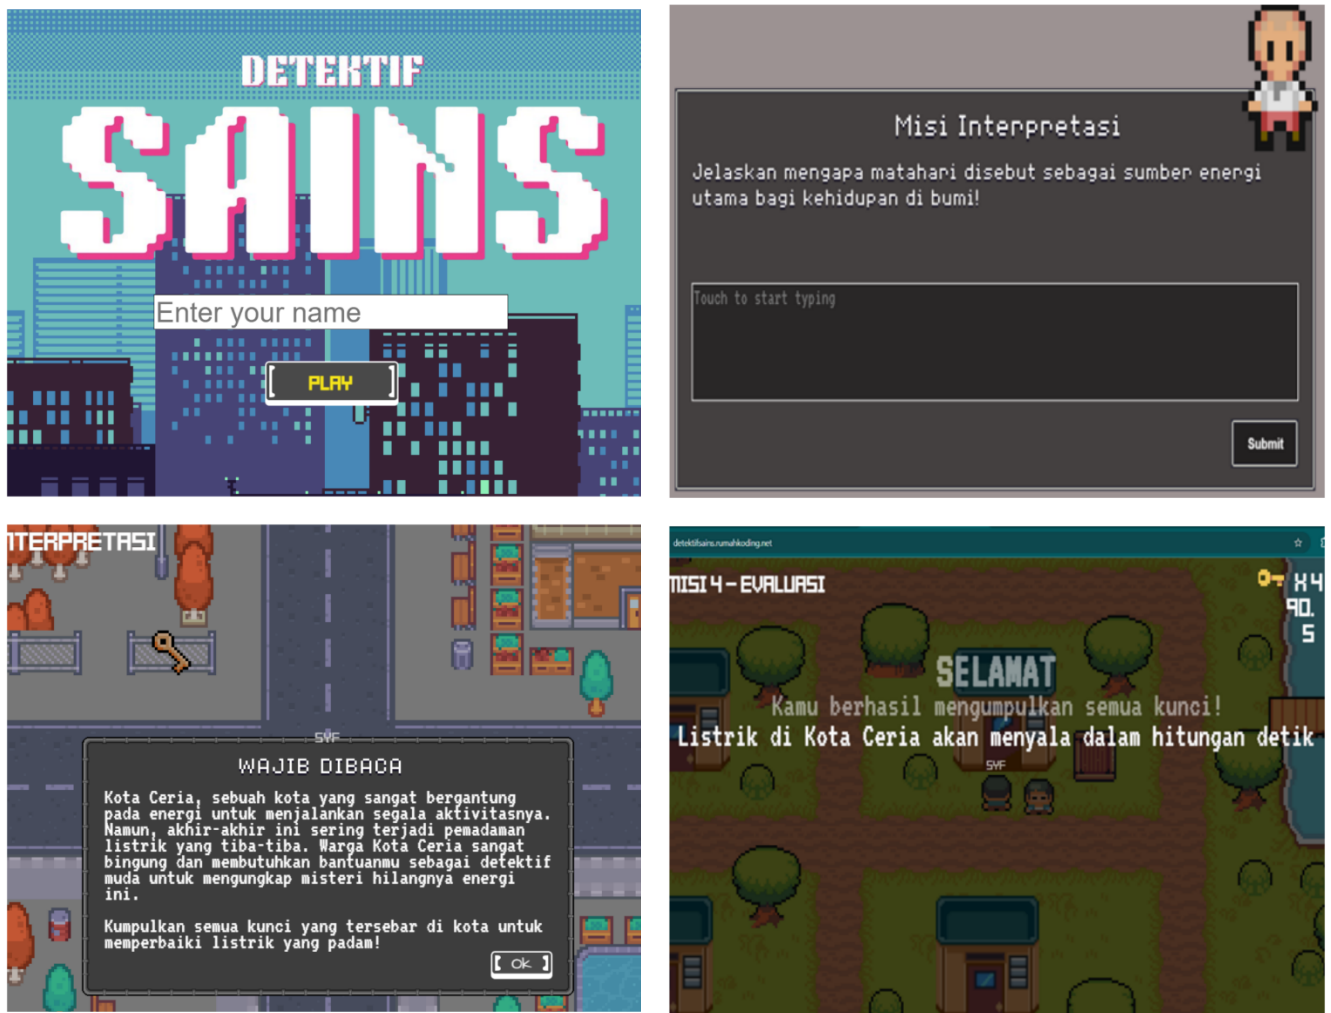 DETEKTIF
SAINS
Enter your name
PLAY
Misi Interpretasi
Jelaskan mengapa matahari disebut sebagai sumber energi
utama bagi kehidupan di bumi!
Touch to start typing
Submit
NTERPRETASI
SYF
WAJIB DIBACA
Kota Ceria, sebuah kota yang sangat bergantung
pada energi untuk menjalankan segala aktivitasnya.
Namun, akhir-akhir ini sering terjadi pemadaman
listrik yang tiba-tiba. Warga Kota Ceria sangat
bingung dan membutuhkan bantuanmu sebagai detektif
muda untuk mengungkap misteri hilangnya energi
ini.
Kumpulkan semua kunci yang tersebar di kota untuk
memperbaiki listrik yang padam!
Ok
detektifsains.rumahkoding.net
MISI 4 - EVALUASI
X4
90.
5
SELAMAT
Kamu berhasil mengumpulkan semua kunci!
Listrik di Kota Ceria akan menyala dalam hitungan detik
SYF